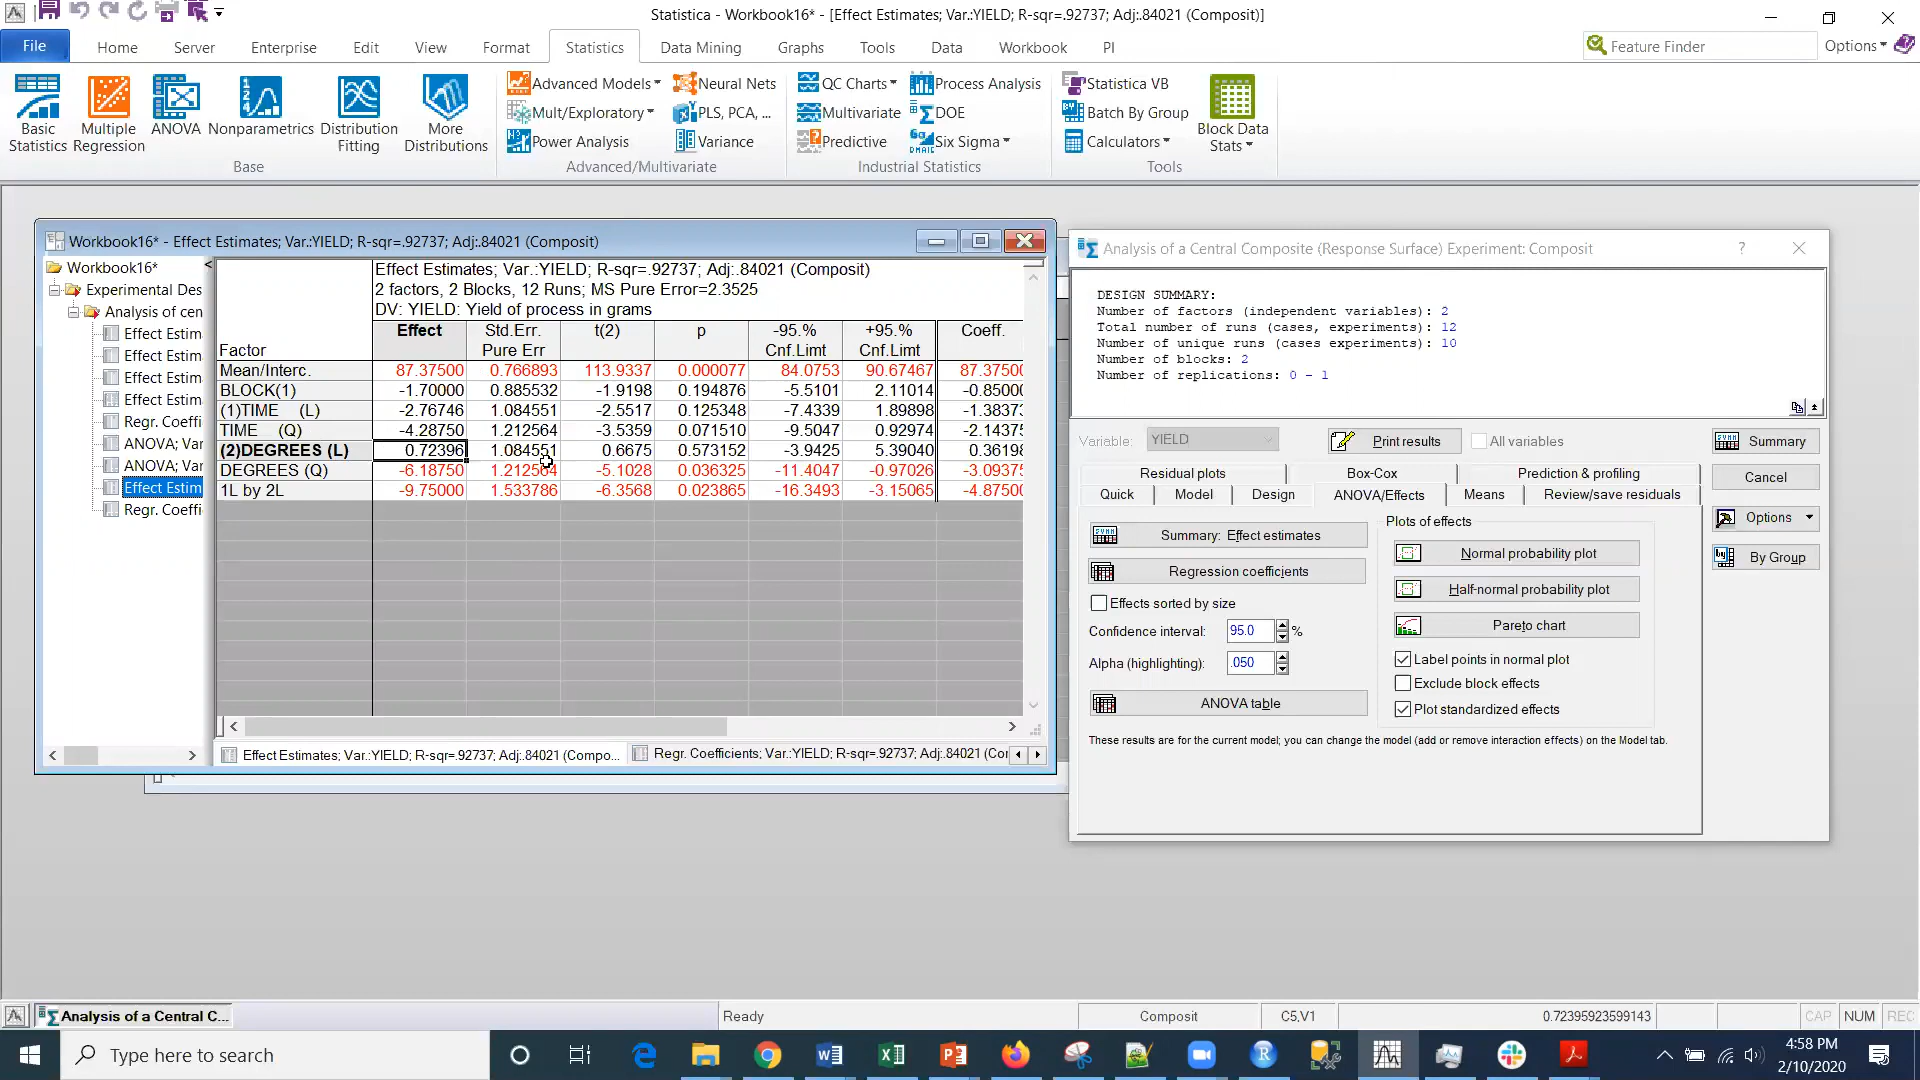 Statistica - Workbook16* - [Effect Estimates; Var.:YIELD; R-sqr=.92737; Adj:.84021 (Composit)]
File Home Server Enterprise Edit View Format Statistics Data Mining Graphs Tools Data Workbook PI
Feature Finder Options
Basic Statistics
Multiple Regression
ANOVA
Nonparametrics
Distribution Fitting
More Distributions
Base
Advanced Models
Mult/Exploratory
Power Analysis
Neural Nets
PLS, PCA, ...
Variance
Advanced/Multivariate
QC Charts
Multivariate
Predictive
Process Analysis
DOE
Six Sigma
Industrial Statistics
Statistica VB
Batch By Group
Calculators
Block Data Stats
Tools
Workbook16* - Effect Estimates; Var.:YIELD; R-sqr=.92737; Adj:.84021 (Composit)
Workbook16*
Experimental Des
Analysis of cen
Effect Estim
Effect Estim
Effect Estim
Effect Estim
Regr. Coeffi
ANOVA; Var
ANOVA; Var
Effect Estim
Regr. Coeffi
Effect Estimates; Var.:YIELD; R-sqr=.92737; Adj:.84021 (Composit)
2 factors, 2 Blocks, 12 Runs; MS Pure Error=2.3525
DV: YIELD: Yield of process in grams
Factor Effect Std.Err. Pure Err t(2) p -95.% Cnf.Limt +95.% Cnf.Limt Coeff.
Mean/Interc. 87.37500 0.766893 113.9337 0.000077 84.0753 90.67467 87.37500
BLOCK(1) -1.70000 0.885532 -1.9198 0.194876 -5.5101 2.11014 -0.85000
(1)TIME (L) -2.76746 1.084551 -2.5517 0.125348 -7.4339 1.89898 -1.38373
TIME (Q) -4.28750 1.212564 -3.5359 0.071510 -9.5047 0.92974 -2.14375
(2)DEGREES (L) 0.72396 1.084551 0.6675 0.573152 -3.9425 5.39040 0.36198
DEGREES (Q) -6.18750 1.212564 -5.1028 0.036325 -11.4047 -0.97026 -3.09375
1L by 2L -9.75000 1.533786 -6.3568 0.023865 -16.3493 -3.15065 -4.87500
Effect Estimates; Var.:YIELD; R-sqr=.92737; Adj:.84021 (Compo...
Regr. Coefficients; Var.:YIELD; R-sqr=.92737; Adj:.84021 (Cor
Analysis of a Central Composite (Response Surface) Experiment: Composit ?
DESIGN SUMMARY:
Number of factors (independent variables): 2
Total number of runs (cases, experiments): 12
Number of unique runs (cases experiments): 10
Number of blocks: 2
Number of replications: 0 - 1
Variable: YIELD Print results All variables Summary
Residual plots Box-Cox Prediction & profiling Cancel
Quick Model Design ANOVA/Effects Means Review/save residuals
Options
By Group
Summary: Effect estimates
Regression coefficients
Effects sorted by size
Confidence interval: 95.0 %
Alpha (highlighting): .050
ANOVA table
Plots of effects
Normal probability plot
Half-normal probability plot
Pareto chart
Label points in normal plot
Exclude block effects
Plot standardized effects
These results are for the current model; you can change the model (add or remove interaction effects) on the Model tab.
Analysis of a Central C... Ready Composit C5,V1 0.72395923599143 CAP NUM REC
Type here to search
4:58 PM
2/10/2020